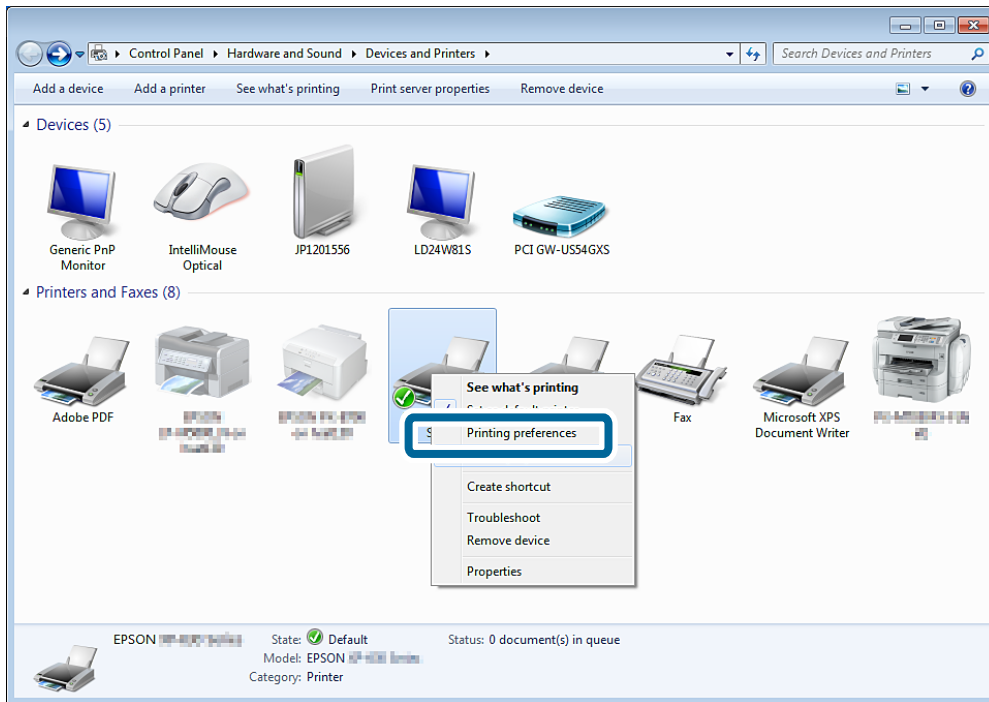 Control Panel ▸ Hardware and Sound ▸ Devices and Printers ▸
Search Devices and Printers
Add a device Add a printer See what's printing Print server properties Remove device
Devices (5)
Generic PnP
Monitor
IntelliMouse
Optical
JP1201556
LD24W81S
PCI GW-US54GXS
Printers and Faxes (8)
Adobe PDF
Fax
Microsoft XPS
Document Writer
See what's printing
Printing preferences
Create shortcut
Troubleshoot
Remove device
Properties
EPSON
State: Default
Status: 0 document(s) in queue
Model: EPSON
Category: Printer